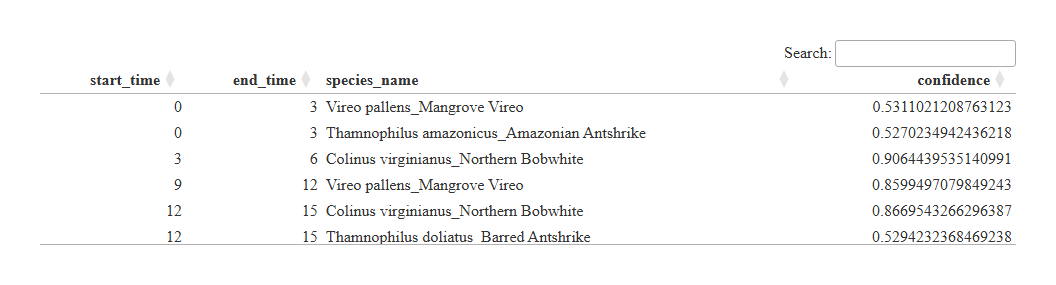 Search:
start_time end_time species_name confidence
0 3 Vireo pallens_Mangrove Vireo 0.5311021208763123
0 3 Thamnophilus amazonicus_Amazonian Antshrike 0.5270234942436218
3 6 Colinus virginianus_Northern Bobwhite 0.9064439535140991
9 12 Vireo pallens_Mangrove Vireo 0.8599497079849243
12 15 Colinus virginianus_Northern Bobwhite 0.8669543266296387
12 15 Thamnophilus doliatus_Barred Antshrike 0.5294232368469238